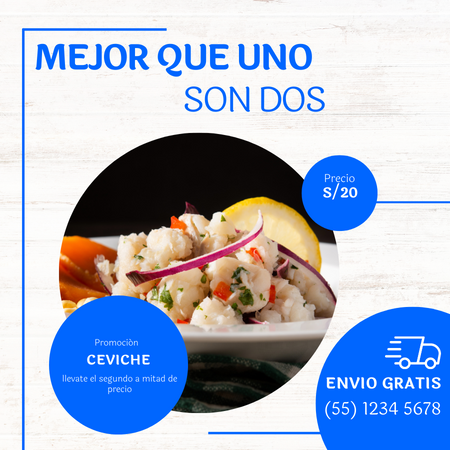 MEJOR QUE UNO
SON DOS
Precio
S/20
Promociòn
CEVICHE
llevate el segundo a mitad de
precio
ENVIO GRATIS
(55) 1234 5678